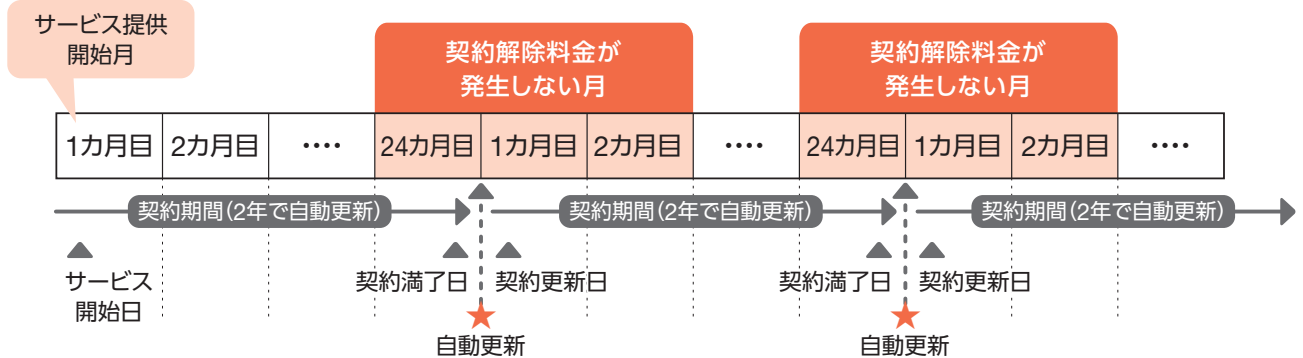 サービス提供
開始月
契約解除料金が
発生しない月
契約解除料金が
発生しない月
1カ月目 2カ月目 ・・・・ 24カ月目 1カ月目 2カ月目 ・・・・ 24カ月目 1カ月目 2カ月目 ・・・・
契約期間(2年で自動更新) 契約期間(2年で自動更新) 契約期間(2年で自動更新)
サービス
開始日
契約満了日 契約更新日 契約満了日 契約更新日
自動更新 自動更新